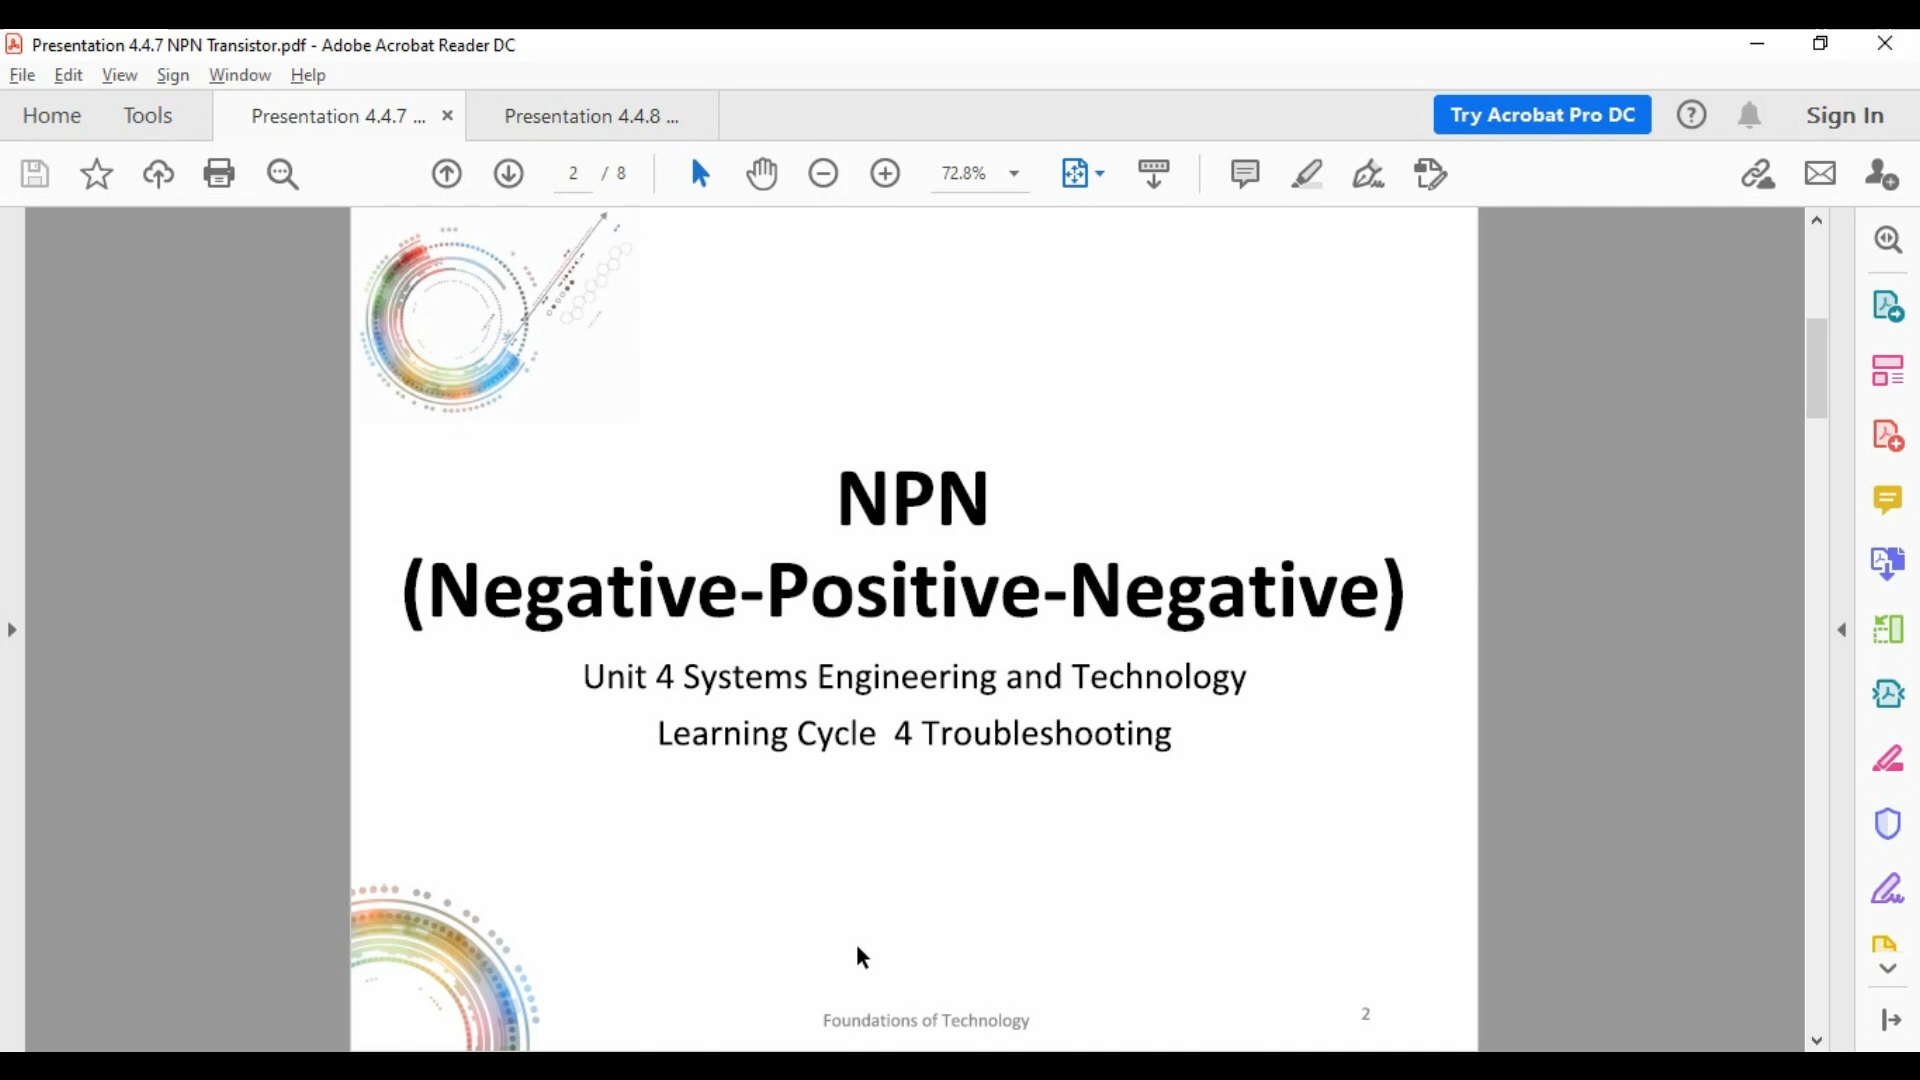 Presentation 4.4.7 NPN Transistor.pdf - Adobe Acrobat Reader DC
File Edit View Sign Window Help
Home Tools Presentation 4.4.7 ... × Presentation 4.4.8 ... Try Acrobat Pro DC Sign In
2 / 8 72.8%
NPN
(Negative-Positive-Negative)
Unit 4 Systems Engineering and Technology
Learning Cycle 4 Troubleshooting
Foundations of Technology 2